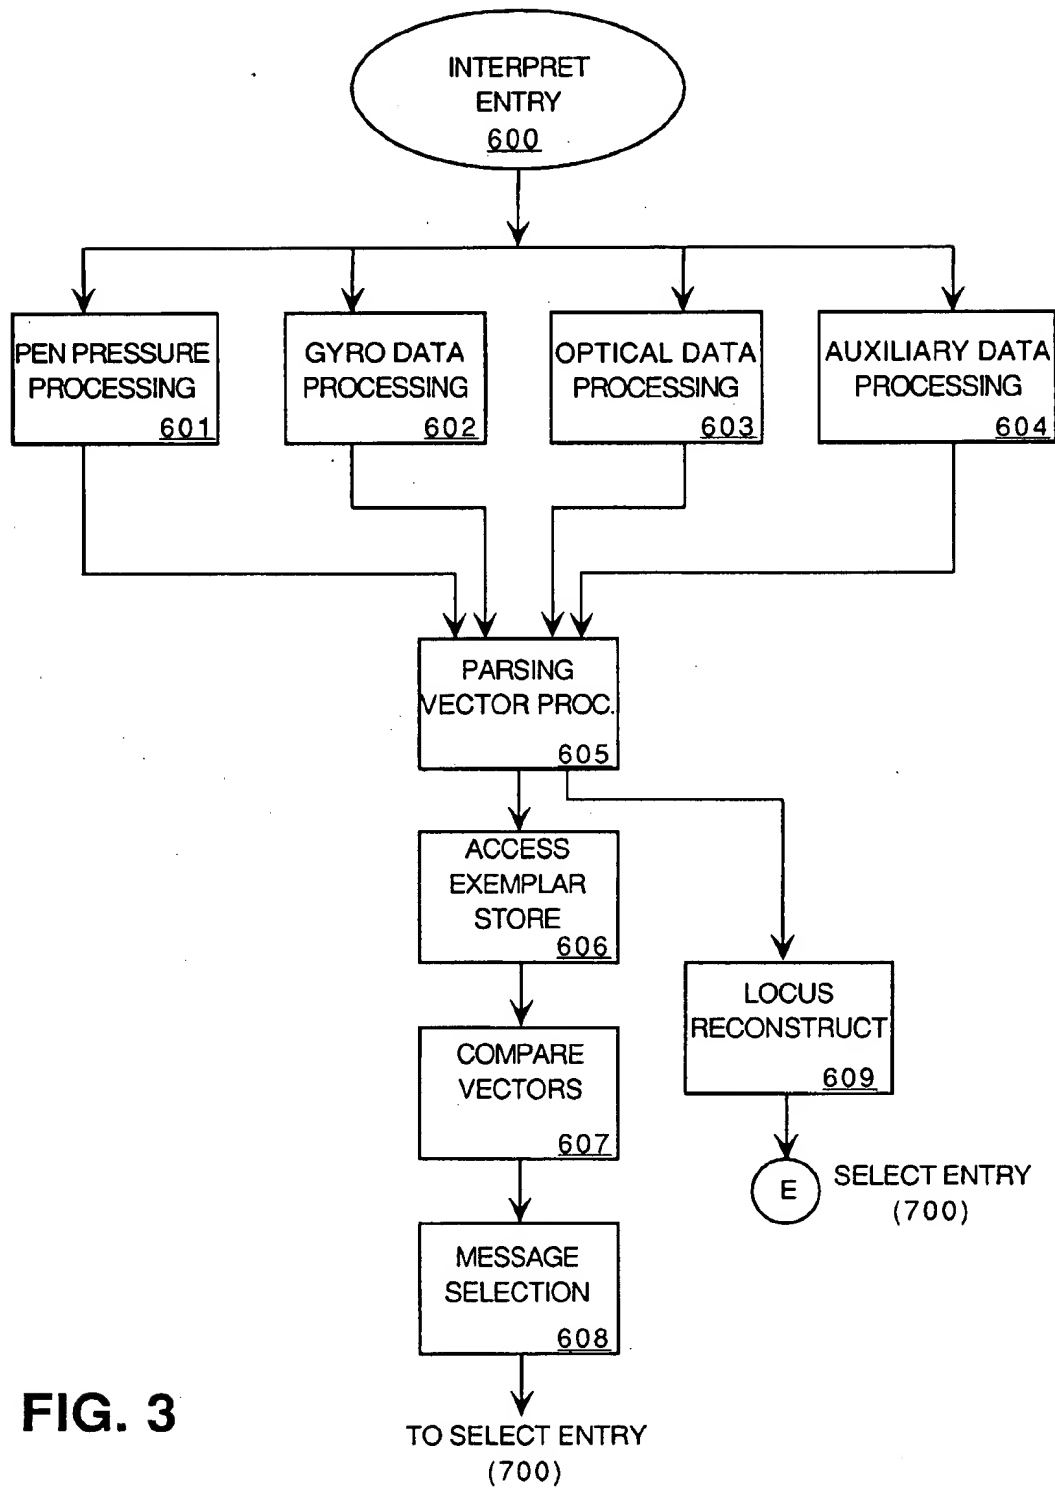 INTERPRET
ENTRY
600
PEN PRESSURE
PROCESSING
601
GYRO DATA
PROCESSING
602
OPTICAL DATA
PROCESSING
603
AUXILIARY DATA
PROCESSING
604
PARSING
VECTOR PROC.
605
ACCESS
EXEMPLAR
STORE
606
LOCUS
RECONSTRUCT
609
COMPARE
VECTORS
607
E
SELECT ENTRY
(700)
MESSAGE
SELECTION
608
TO SELECT ENTRY
(700)
FIG. 3